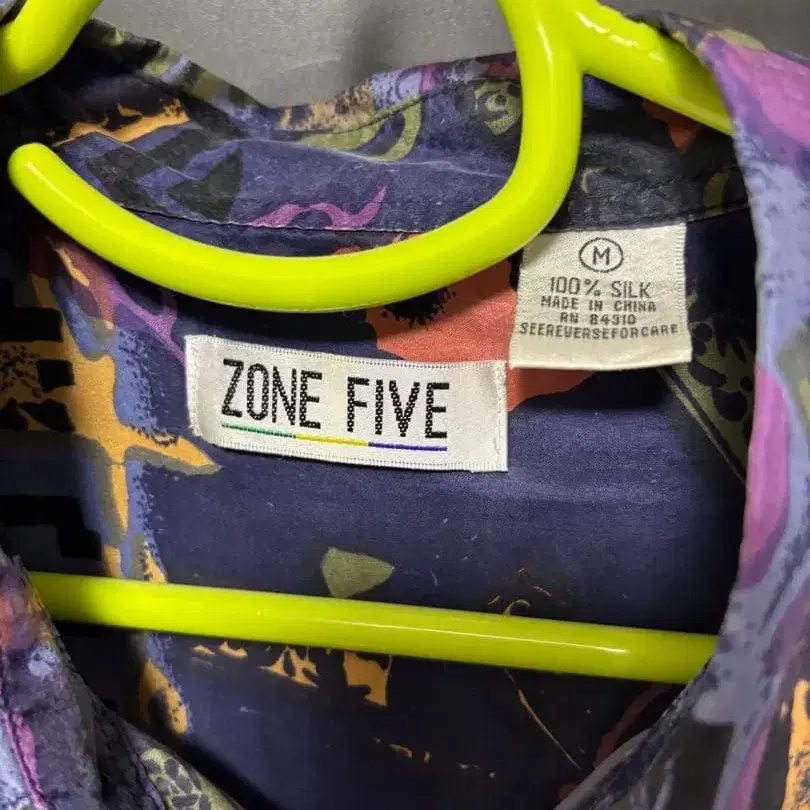 M
100% SILK
MADE IN CHINA
RN 84310
SEEREVERSEFORCARE
ZONE FIVE